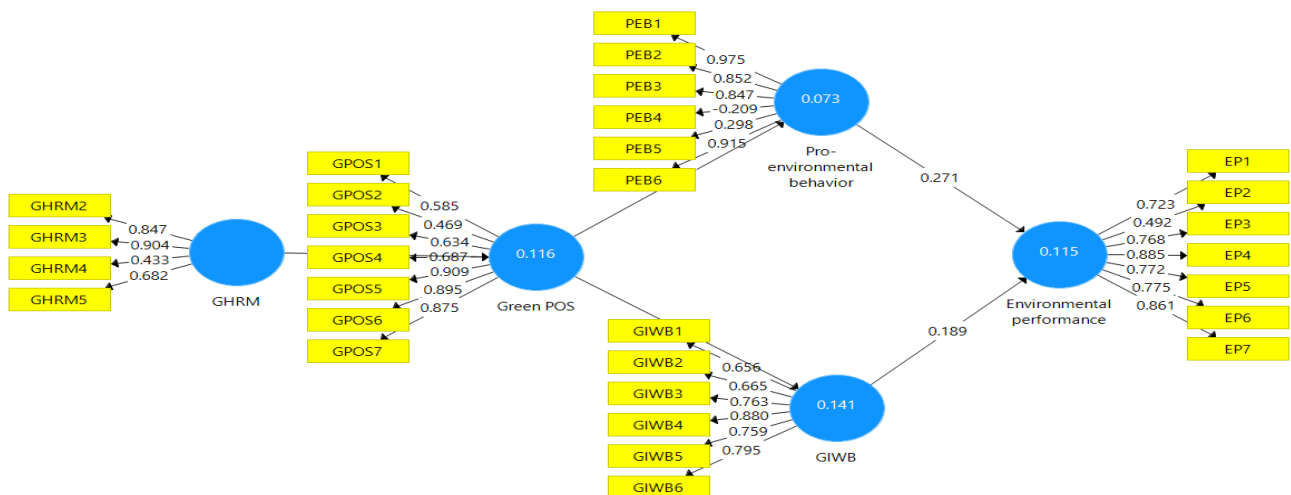 PEB1
PEB2
PEB3
PEB4
PEB5
PEB6
0.975
0.852
0.847
-0.209
0.298
0.915
0.073
Pro-
environmental
behavior
GPOS1
GPOS2
GPOS3
GPOS4
GPOS5
GPOS6
GPOS7
0.585
0.469
0.634
0.687
0.909
0.895
0.875
0.116
Green POS
GHRM2
GHRM3
GHRM4
GHRM5
0.847
0.904
0.433
0.682
GHRM
GIWB1
GIWB2
GIWB3
GIWB4
GIWB5
GIWB6
0.656
0.665
0.763
0.880
0.759
0.795
0.141
GIWB
0.271
0.189
0.115
Environmental
performance
0.723
0.492
0.768
0.885
0.772
0.775
0.861
EP1
EP2
EP3
EP4
EP5
EP6
EP7